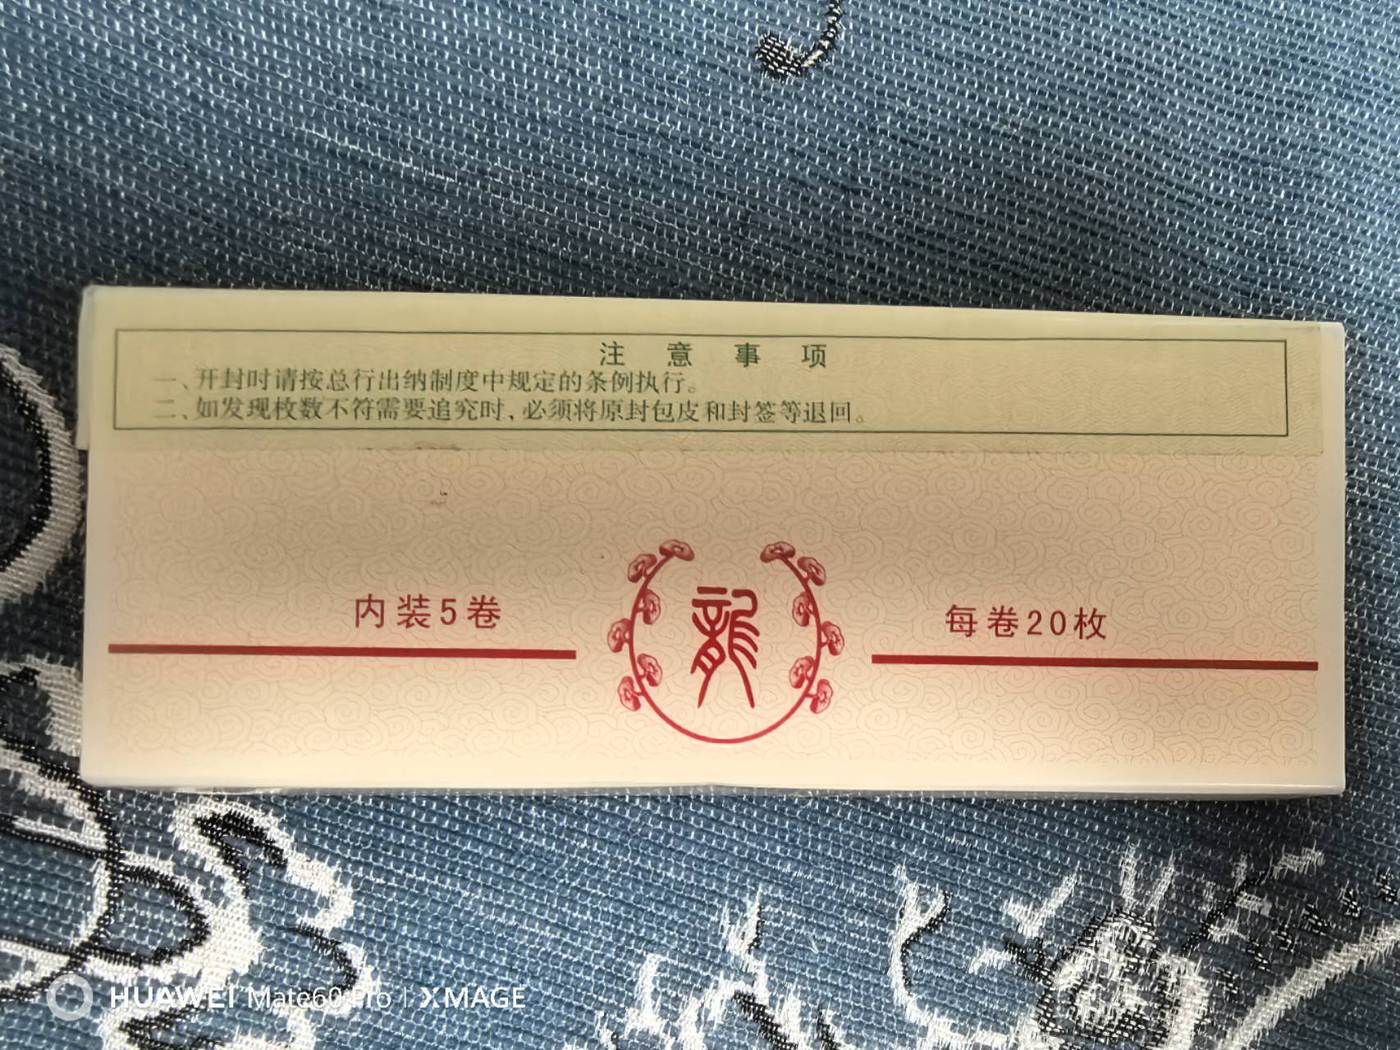 注意事项
一、开封时请按总行出纳制度中规定的条例执行。
二、如发现枚数不符需要追究时,必须将原封包皮和封签等退回。
内装5卷
龍
每卷20枚
HUAWEI Mate60 Pro | XMAGE